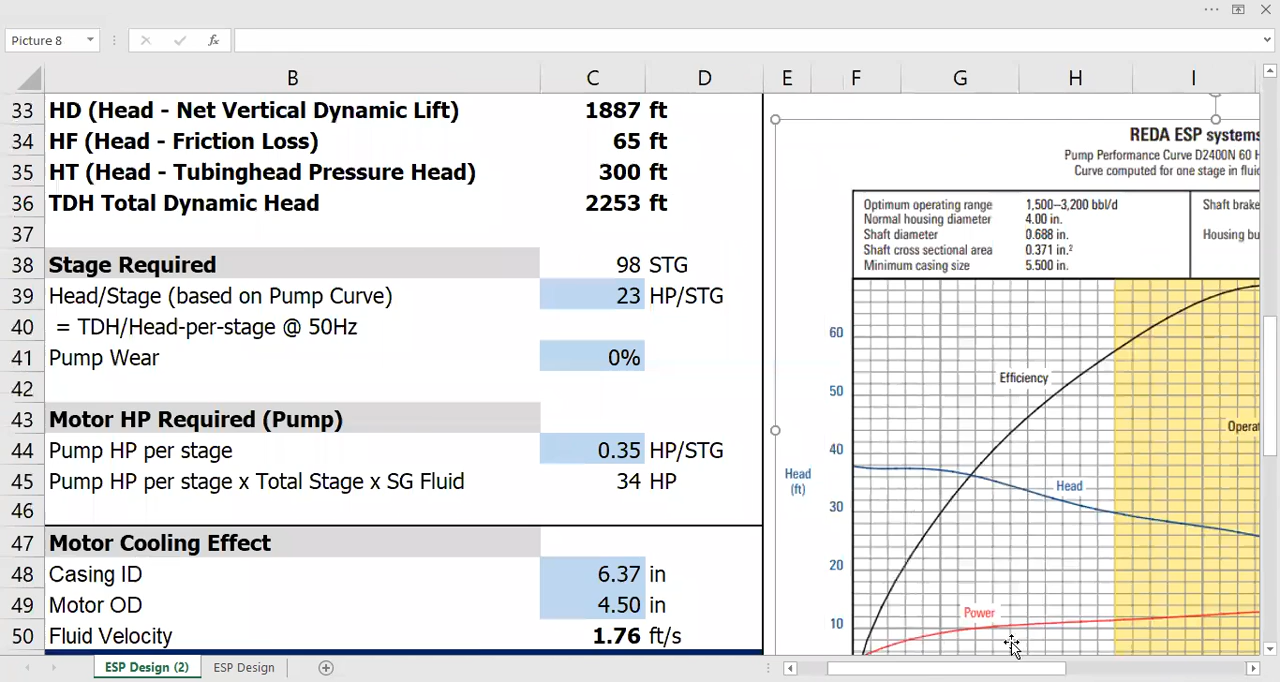 Picture 8
fx
B C D E F G H I
33 HD (Head - Net Vertical Dynamic Lift) 1887 ft
34 HF (Head - Friction Loss) 65 ft
35 HT (Head - Tubinghead Pressure Head) 300 ft
36 TDH Total Dynamic Head 2253 ft
37
38 Stage Required 98 STG
39 Head/Stage (based on Pump Curve) 23 HP/STG
40 = TDH/Head-per-stage @ 50Hz
41 Pump Wear 0%
42
43 Motor HP Required (Pump)
44 Pump HP per stage 0.35 HP/STG
45 Pump HP per stage x Total Stage x SG Fluid 34 HP
46
47 Motor Cooling Effect
48 Casing ID 6.37 in
49 Motor OD 4.50 in
50 Fluid Velocity 1.76 ft/s
REDA ESP systems
Pump Performance Curve D2400N 60 H
Curve computed for one stage in fluid
Optimum operating range 1,500–3,200 bbl/d
Normal housing diameter 4.00 in.
Shaft diameter 0.688 in.
Shaft cross sectional area 0.371 in.²
Minimum casing size 5.500 in.
Shaft brake
Housing bu
60
50
40
30
20
10
Head
(ft)
Efficiency
Operat
Head
Power
ESP Design (2) ESP Design